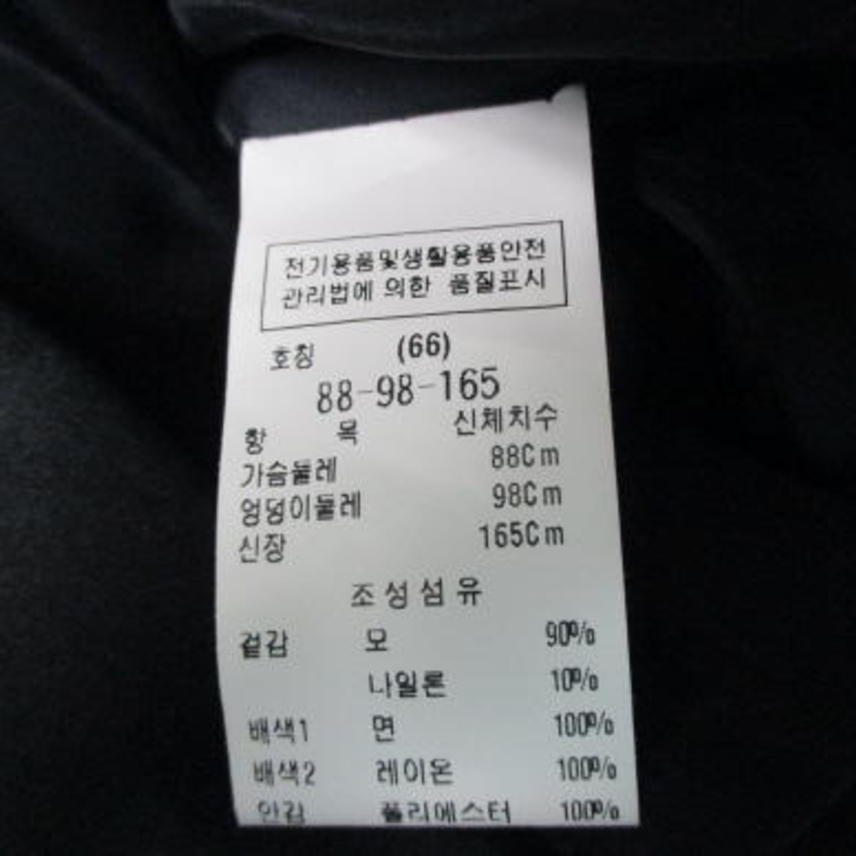 전기용품및생활용품안전
관리법에 의한 품질표시
호칭 (66)
88-98-165
항 목 신체치수
가슴둘레 88Cm
엉덩이둘레 98Cm
신장 165Cm
조성섬유
겉감 모 90%
나일론 10%
배색1 면 100%
배색2 레이온 100%
안감 폴리에스터 100%